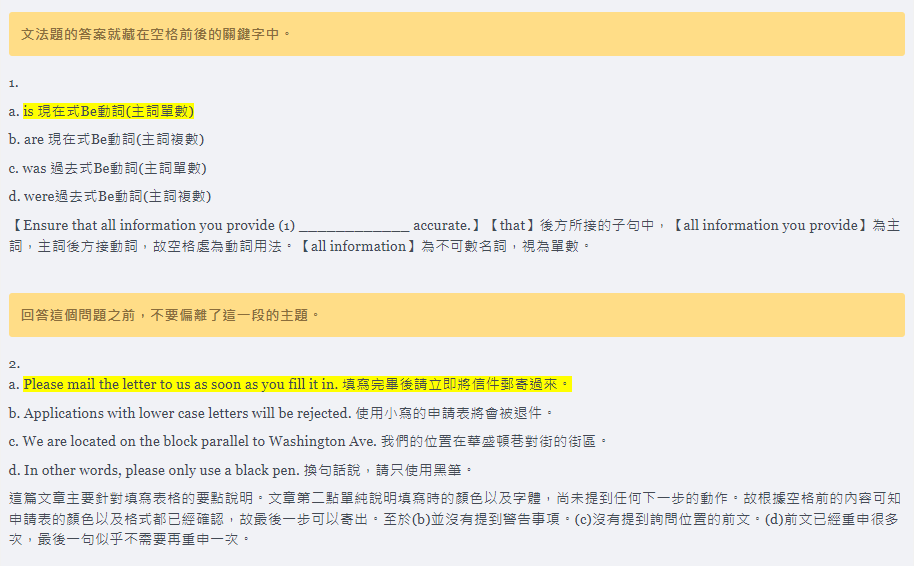 文法題的答案就藏在空格前後的關鍵字中。
1.
a. is 現在式Be動詞(主詞單數)
b. are 現在式Be動詞(主詞複數)
c. was 過去式Be動詞(主詞單數)
d. were過去式Be動詞(主詞複數)
【Ensure that all information you provide (1) _____________ accurate.】【that】後方所接的子句中，【all information you provide】為主
詞，主詞後方接動詞，故空格處為動詞用法。【all information】為不可數名詞，視為單數。
回答這個問題之前，不要偏離了這一段的主題。
2.
a. Please mail the letter to us as soon as you fill it in. 填寫完畢後請立即將信件郵寄過來。
b. Applications with lower case letters will be rejected. 使用小寫的申請表將會被退件。
c. We are located on the block parallel to Washington Ave. 我們的位置在華盛頓巷對街的街區。
d. In other words, please only use a black pen. 換句話說，請只使用黑筆。
這篇文章主要針對填寫表格的要點說明。文章第二點單純說明填寫時的顏色以及字體，尚未提到任何下一步的動作。故根據空格前的內容可知
申請表的顏色以及格式都已經確認，故最後一步可以寄出。至於(b)並沒有提到警告事項。(c)沒有提到詢問位置的前文。(d)前文已經重申很多
次，最後一句似乎不需要再重申一次。